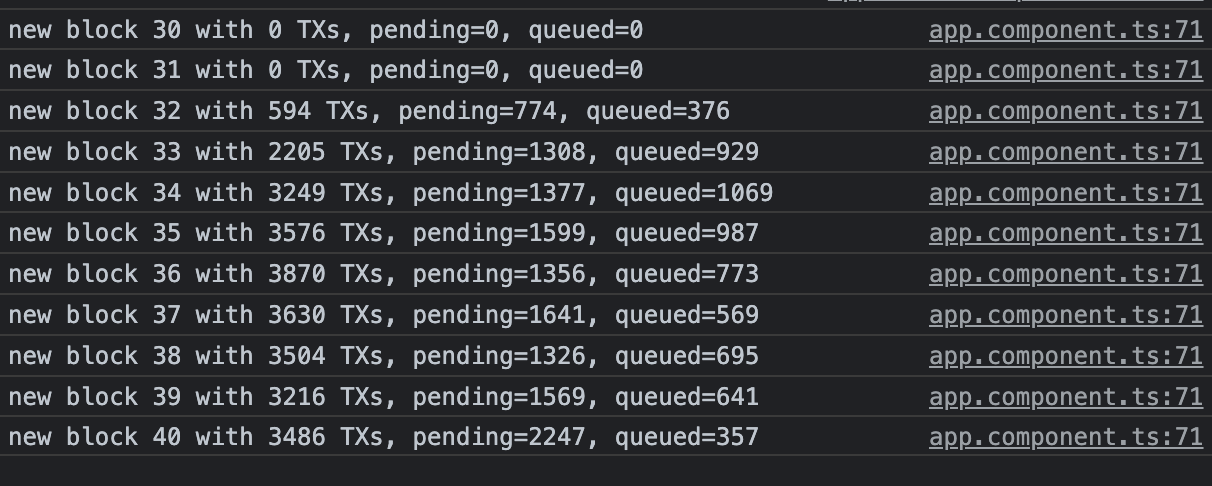 new block 30 with 0 TXs, pending=0, queued=0 app.component.ts:71
new block 31 with 0 TXs, pending=0, queued=0 app.component.ts:71
new block 32 with 594 TXs, pending=774, queued=376 app.component.ts:71
new block 33 with 2205 TXs, pending=1308, queued=929 app.component.ts:71
new block 34 with 3249 TXs, pending=1377, queued=1069 app.component.ts:71
new block 35 with 3576 TXs, pending=1599, queued=987 app.component.ts:71
new block 36 with 3870 TXs, pending=1356, queued=773 app.component.ts:71
new block 37 with 3630 TXs, pending=1641, queued=569 app.component.ts:71
new block 38 with 3504 TXs, pending=1326, queued=695 app.component.ts:71
new block 39 with 3216 TXs, pending=1569, queued=641 app.component.ts:71
new block 40 with 3486 TXs, pending=2247, queued=357 app.component.ts:71